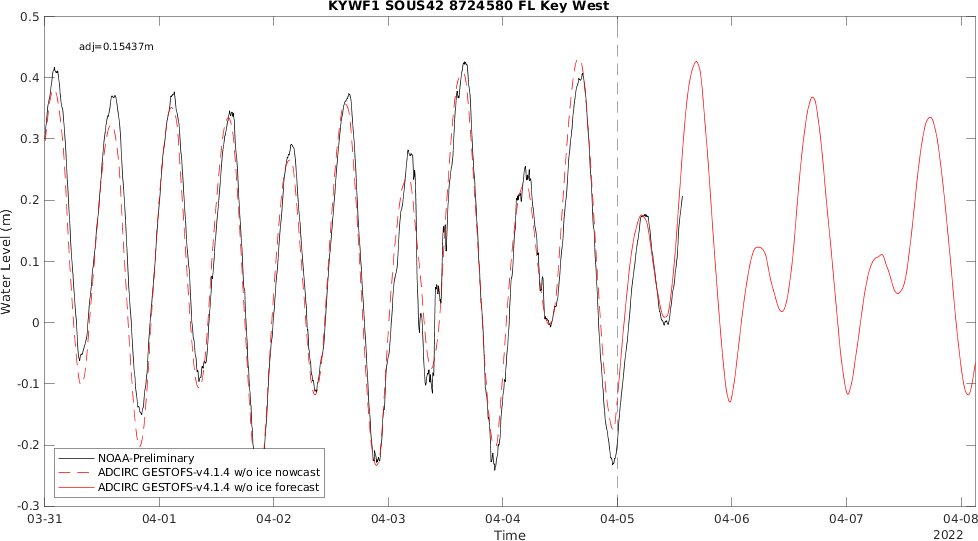 KYWF1 SOUS42 8724580 FL Key West
adj=0.15437m
0.5
0.4
0.3
0.2
0.1
0
-0.1
-0.2
-0.3
Water Level (m)
NOAA-Preliminary
ADCIRC GESTOFS-v4.1.4 w/o ice nowcast
ADCIRC GESTOFS-v4.1.4 w/o ice forecast
03-31 04-01 04-02 04-03 04-04 04-05 04-06 04-07 04-08
Time
2022